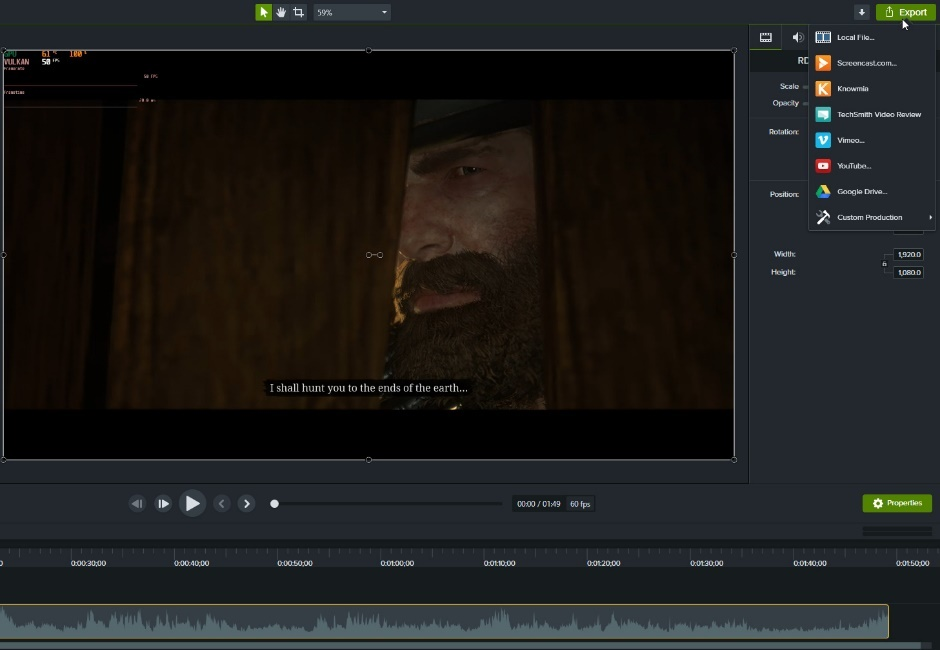 59%
Export
GPU 61 °C 100 %
VULKAN 50 FPS
Frametime
Local File...
Screencast.com...
Knowmia
TechSmith Video Review
Vimeo...
YouTube...
Google Drive...
Custom Production
RD
Scale
Opacity
Rotation:
Position:
Width: 1,920.0
Height: 1,080.0
I shall hunt you to the ends of the earth...
00:00 / 01:49 60 fps
Properties
0
0:00:30;00
0:00:40;00
0:00:50;00
0:01:00;00
0:01:10;00
0:01:20;00
0:01:30;00
0:01:40;00
0:01:50;00